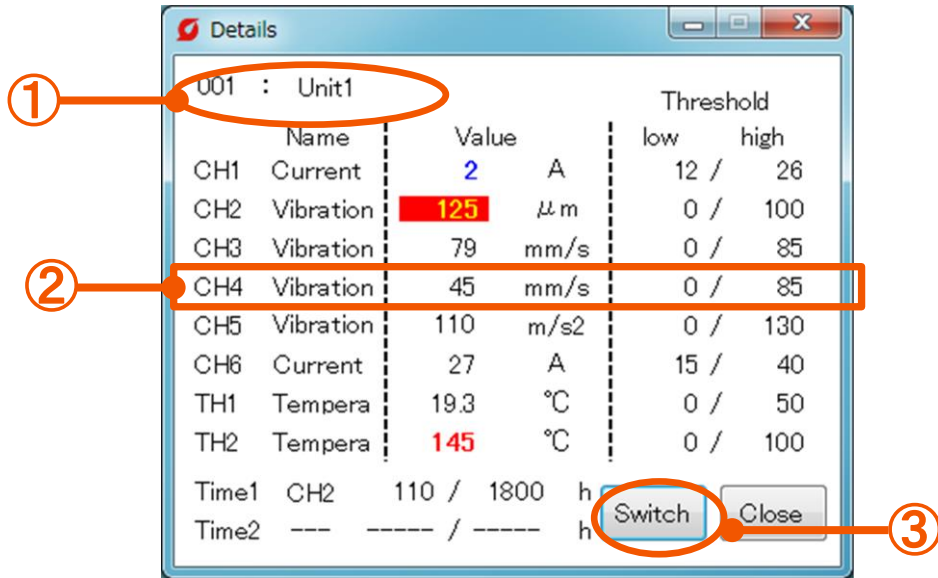 Details
① 001 : Unit1
Threshold
Name Value low high
CH1 Current 2 A 12 / 26
CH2 Vibration 125 μm 0 / 100
CH3 Vibration 79 mm/s 0 / 85
② CH4 Vibration 45 mm/s 0 / 85
CH5 Vibration 110 m/s2 0 / 130
CH6 Current 27 A 15 / 40
TH1 Tempera 19.3 ℃ 0 / 50
TH2 Tempera 145 ℃ 0 / 100
Time1 CH2 110 / 1800 h
Switch Close ③
Time2 --- ----- / ----- h